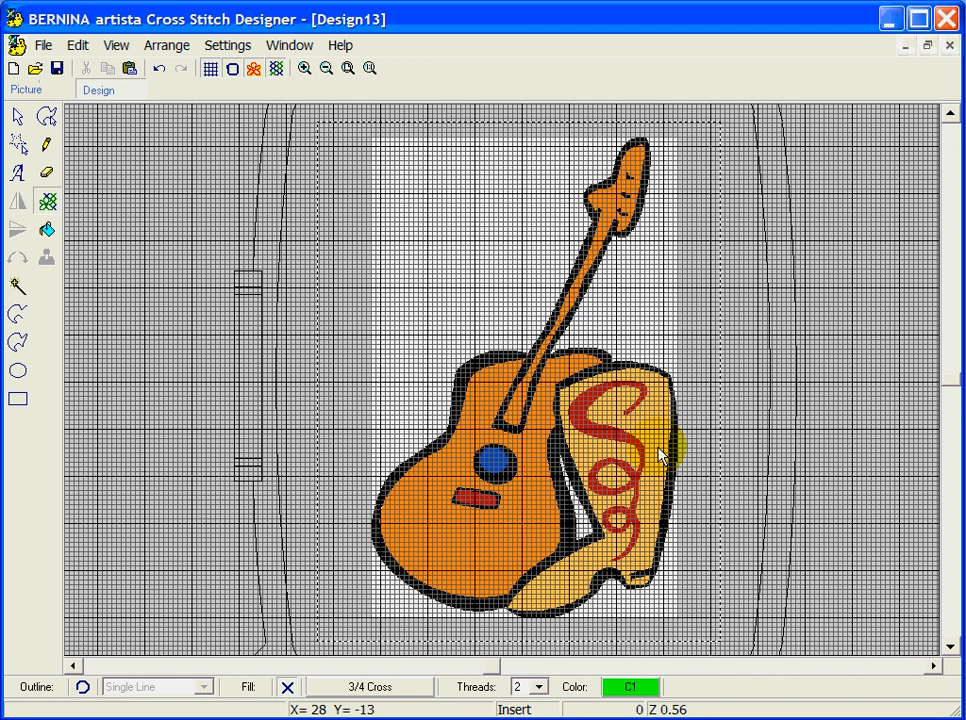 BERNINA artista Cross Stitch Designer - [Design13]
File Edit View Arrange Settings Window Help
Picture Design
Outline: Single Line Fill: 3/4 Cross Threads: 2 Color: C1
X= 28 Y= -13 Insert 0 Z 0.56